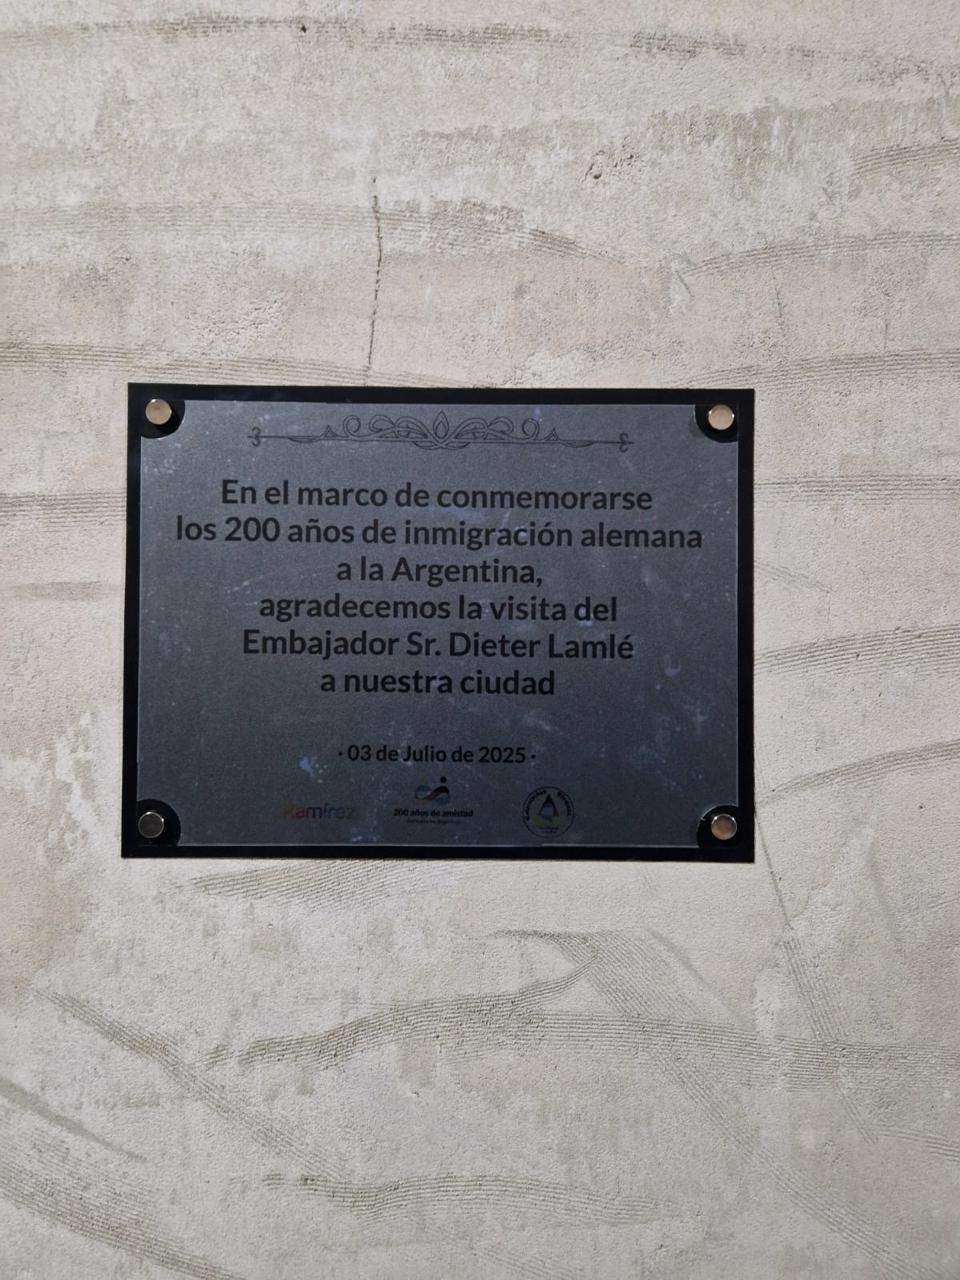 En el marco de conmemorarse
los 200 años de inmigración alemana
a la Argentina,
agradecemos la visita del
Embajador Sr. Dieter Lamlé
a nuestra ciudad
· 03 de Julio de 2025 ·
Ramírez
200 años de amistad